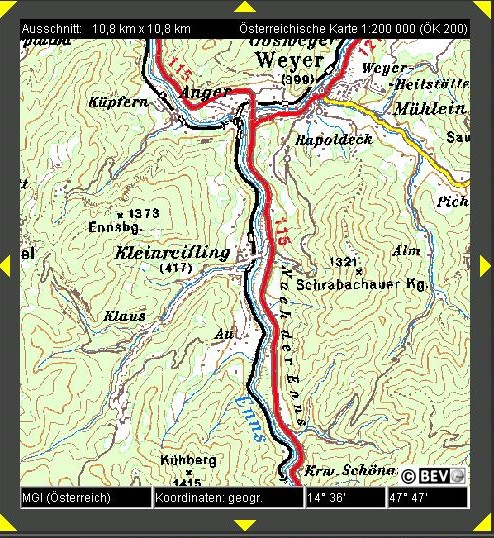 Ausschnitt: 10,8 km x 10,8 km Österreichische Karte 1:200 000 (ÖK 200)
Weyer
(399)
115
121
Weyer-
-Heilstätte
Anger
Küpfern
Mühlein
Rapoldeck
Sau
Pich
1373
Ennsbg.
115
Kleinreifling
(417)
Alm
1321
Schrabachauer Kg.
Klaus
Au
Nach der Enns
Enns
Kühberg
1415
Krw. Schöna
© BEV
MGI (Österreich) Koordinaten: geogr. 14° 36' 47° 47'